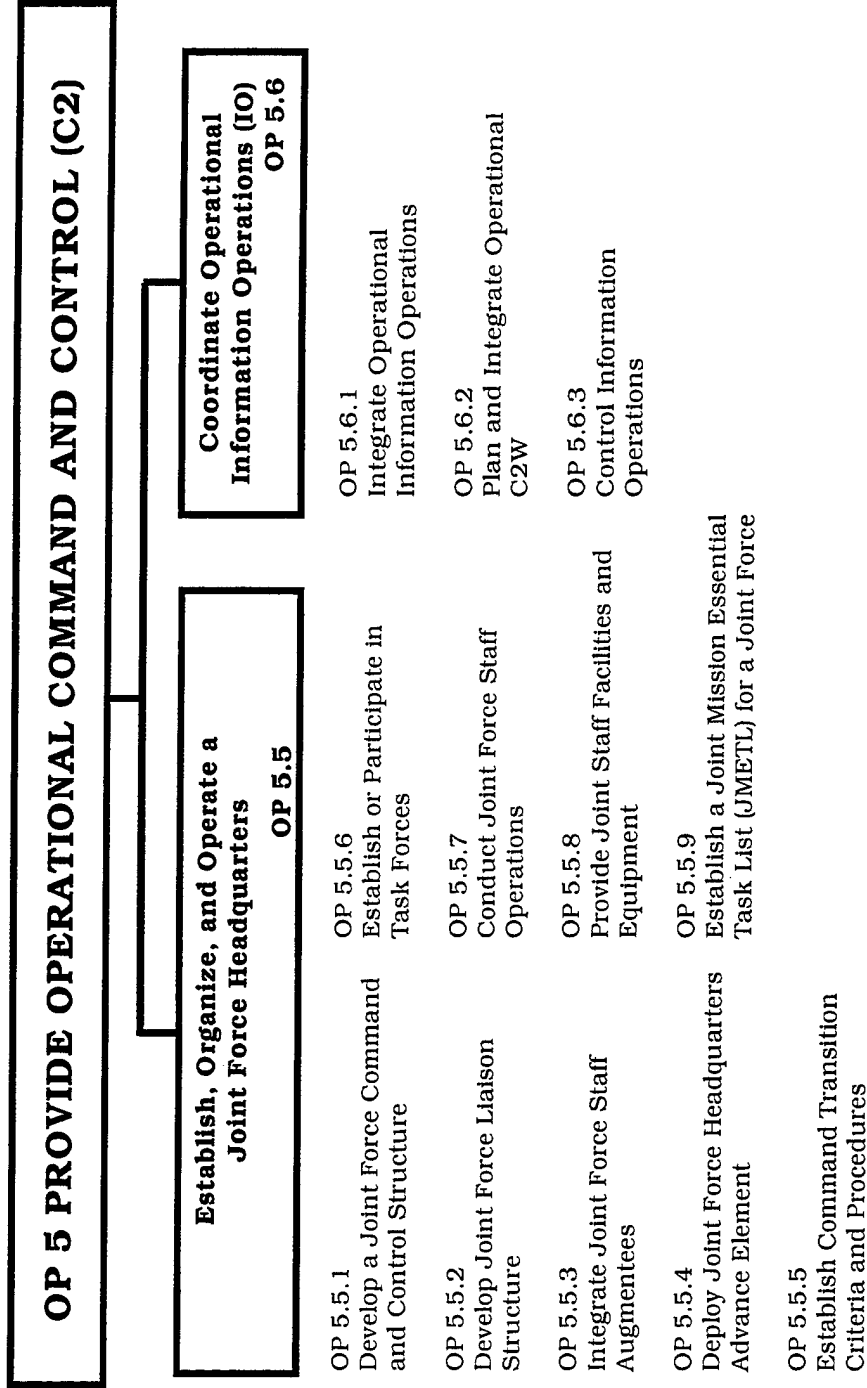 OP 5 PROVIDE OPERATIONAL COMMAND AND CONTROL (C2)
Establish, Organize, and Operate a
Joint Force Headquarters
OP 5.5
OP 5.5.1
Develop a Joint Force Command
and Control Structure
OP 5.5.2
Develop Joint Force Liaison
Structure
OP 5.5.3
Integrate Joint Force Staff
Augmentees
OP 5.5.4
Deploy Joint Force Headquarters
Advance Element
OP 5.5.5
Establish Command Transition
Criteria and Procedures
OP 5.5.6
Establish or Participate in
Task Forces
OP 5.5.7
Conduct Joint Force Staff
Operations
OP 5.5.8
Provide Joint Staff Facilities and
Equipment
OP 5.5.9
Establish a Joint Mission Essential
Task List (JMETL) for a Joint Force
Coordinate Operational
Information Operations (IO)
OP 5.6
OP 5.6.1
Integrate Operational
Information Operations
OP 5.6.2
Plan and Integrate Operational
C2W
OP 5.6.3
Control Information
Operations